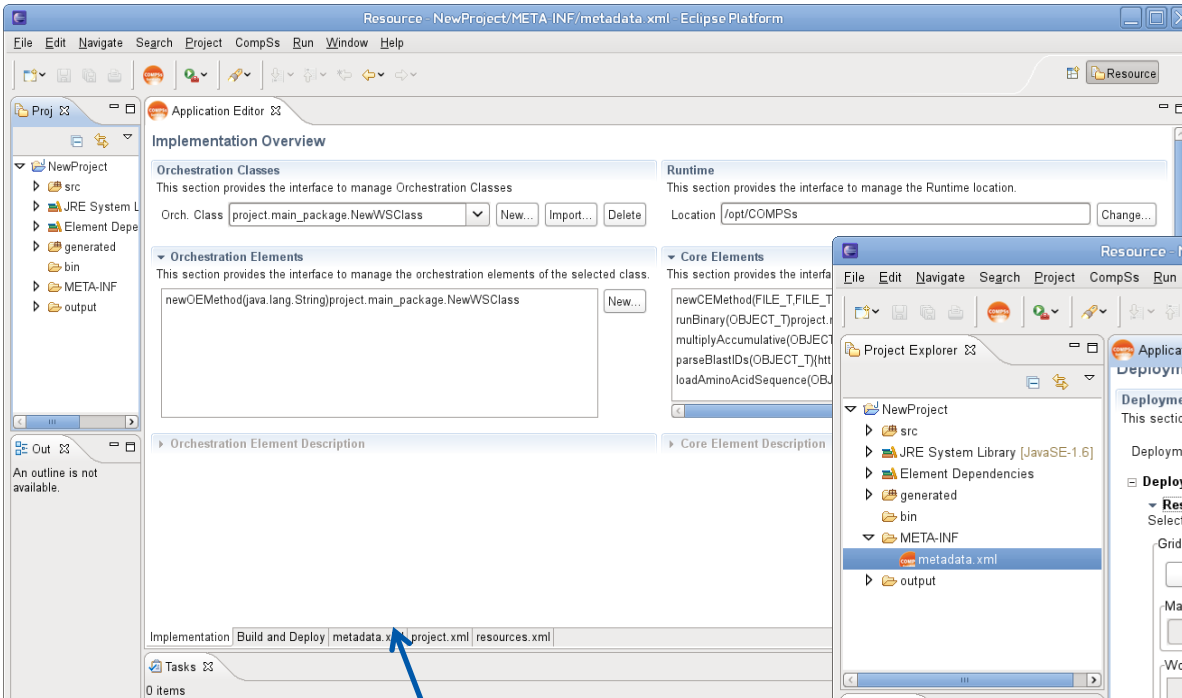 Resource - NewProject/META-INF/metadata.xml - Eclipse Platform
File Edit Navigate Search Project CompSs Run Window Help
Resource
Proj
Application Editor
Implementation Overview
NewProject
src
JRE System L
Element Depe
generated
bin
META-INF
output
Orchestration Classes
This section provides the interface to manage Orchestration Classes
Orch. Class project.main_package.NewWSClass New... Import... Delete
Runtime
This section provides the interface to manage the Runtime location.
Location /opt/COMPSs Change...
Orchestration Elements
This section provides the interface to manage the orchestration elements of the selected class.
newOEMethod(java.lang.String)project.main_package.NewWSClass
New...
Core Elements
This section provides the interfa
newCEMethod(FILE_T,FILE_T
runBinary(OBJECT_T)project.r
multiplyAccumulative(OBJECT
parseBlastIDs(OBJECT_T){htt
loadAminoAcidSequence(OBJ
Orchestration Element Description
Core Element Description
Out
An outline is not
available.
Implementation Build and Deploy metadata.x project.xml resources.xml
Tasks
0 items
Resource -
File Edit Navigate Search Project CompSs Run
Project Explorer
NewProject
src
JRE System Library [JavaSE-1.6]
Element Dependencies
generated
bin
META-INF
metadata.xml
output
Applica
Deploym
Deployme
This sectio
Deploym
Deploy
Res
Select
Grid
Ma
Wo